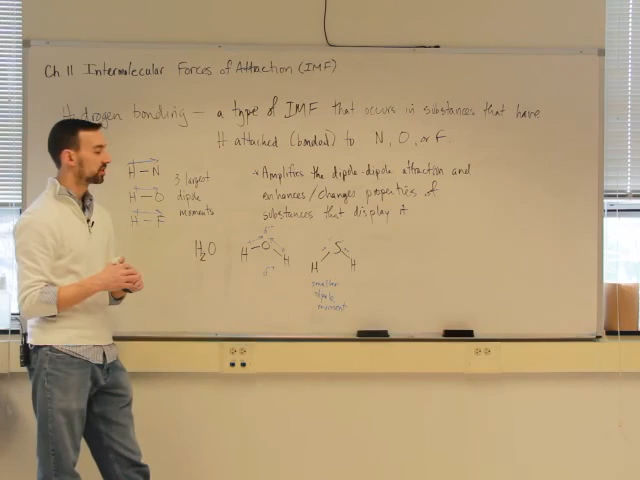 Ch 11 Intermolecular Forces of Attraction (IMF)
Hydrogen bonding – a type of IMF that occurs in substances that have
H attached (bonded) to N, O, or F.
H–N
H–O
H–F
3 largest
dipole
moments
• Amplifies the dipole-dipole attraction and
enhances/changes properties of
substances that display it
H2O
δ-
H O H
δ+
S
H H
smaller
dipole
moment